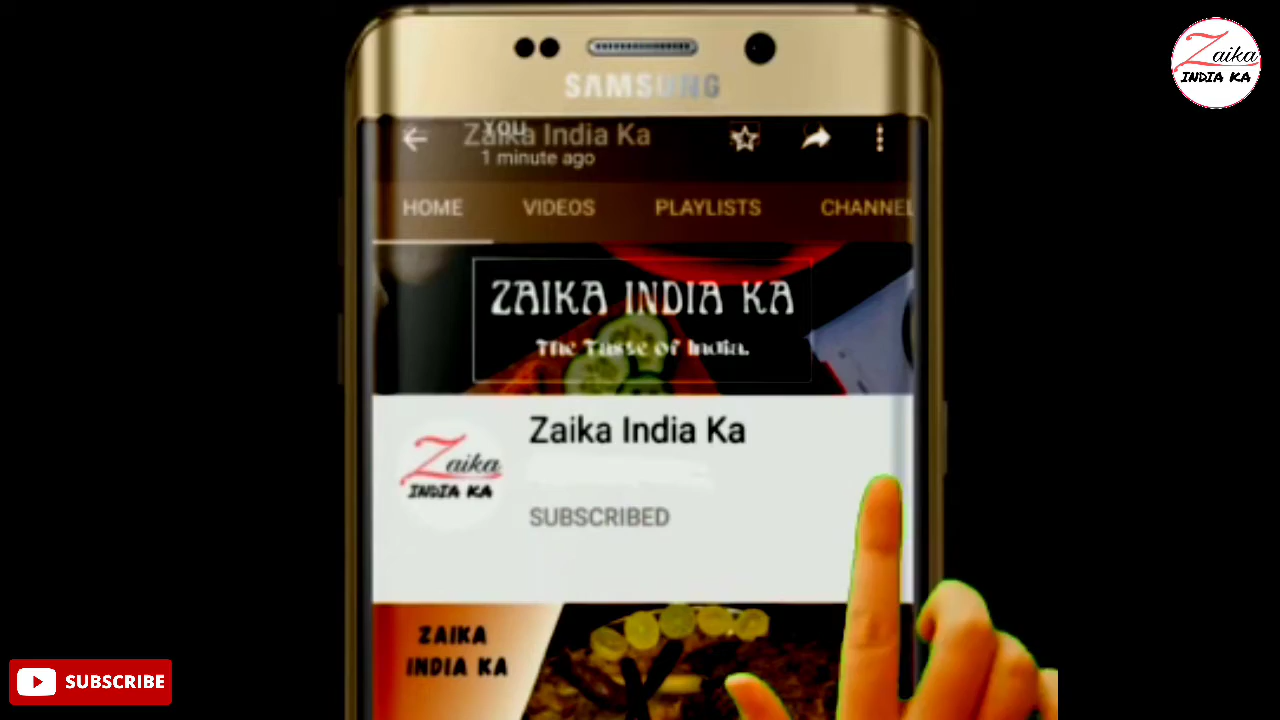 Zaika
INDIA KA
SAMSUNG
You
Zaika India Ka
1 minute ago
HOME VIDEOS PLAYLISTS CHANNEL
ZAIKA INDIA KA
The Taste of India.
Zaika India Ka
Zaika
INDIA KA
SUBSCRIBED
ZAIKA
INDIA KA
SUBSCRIBE